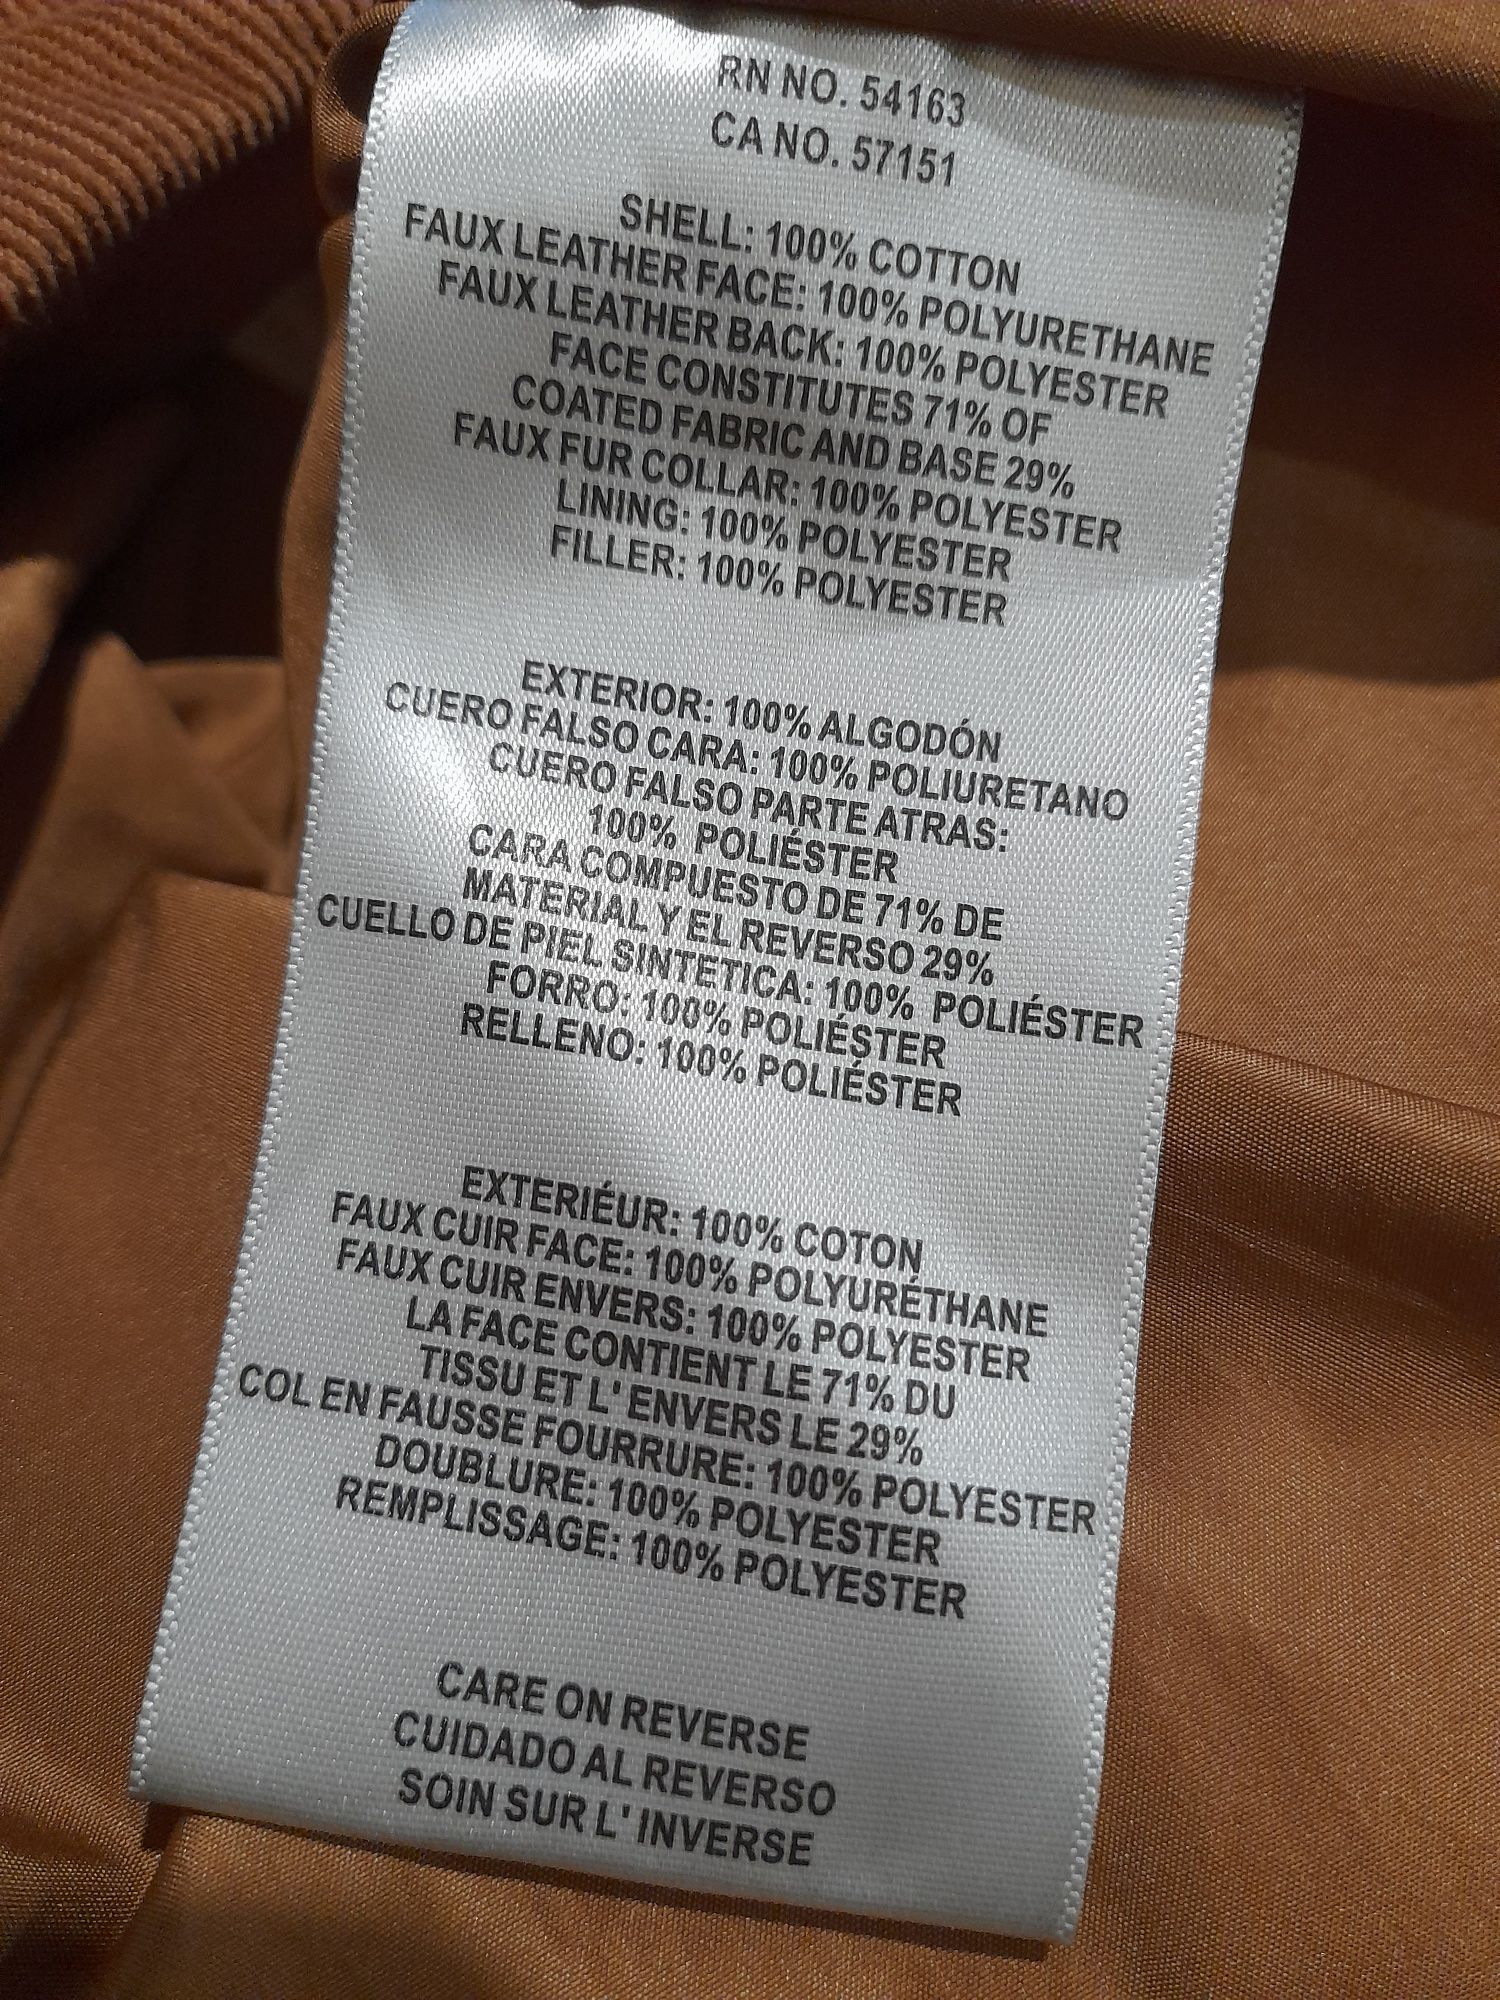 RN NO. 54163
CA NO. 57151
SHELL: 100% COTTON
FAUX LEATHER FACE: 100% POLYURETHANE
FAUX LEATHER BACK: 100% POLYESTER
FACE CONSTITUTES 71% OF
COATED FABRIC AND BASE 29%
FAUX FUR COLLAR: 100% POLYESTER
LINING: 100% POLYESTER
FILLER: 100% POLYESTER
EXTERIOR: 100% ALGODÓN
CUERO FALSO CARA: 100% POLIURETANO
CUERO FALSO PARTE ATRAS:
100% POLIÉSTER
CARA COMPUESTO DE 71% DE
MATERIAL Y EL REVERSO 29%
CUELLO DE PIEL SINTETICA: 100% POLIÉSTER
FORRO: 100% POLIÉSTER
RELLENO: 100% POLIÉSTER
EXTERIÉUR: 100% COTON
FAUX CUIR FACE: 100% POLYURÉTHANE
FAUX CUIR ENVERS: 100% POLYESTER
LA FACE CONTIENT LE 71% DU
TISSU ET L' ENVERS LE 29%
COL EN FAUSSE FOURRURE: 100% POLYESTER
DOUBLURE: 100% POLYESTER
REMPLISSAGE: 100% POLYESTER
CARE ON REVERSE
CUIDADO AL REVERSO
SOIN SUR L' INVERSE